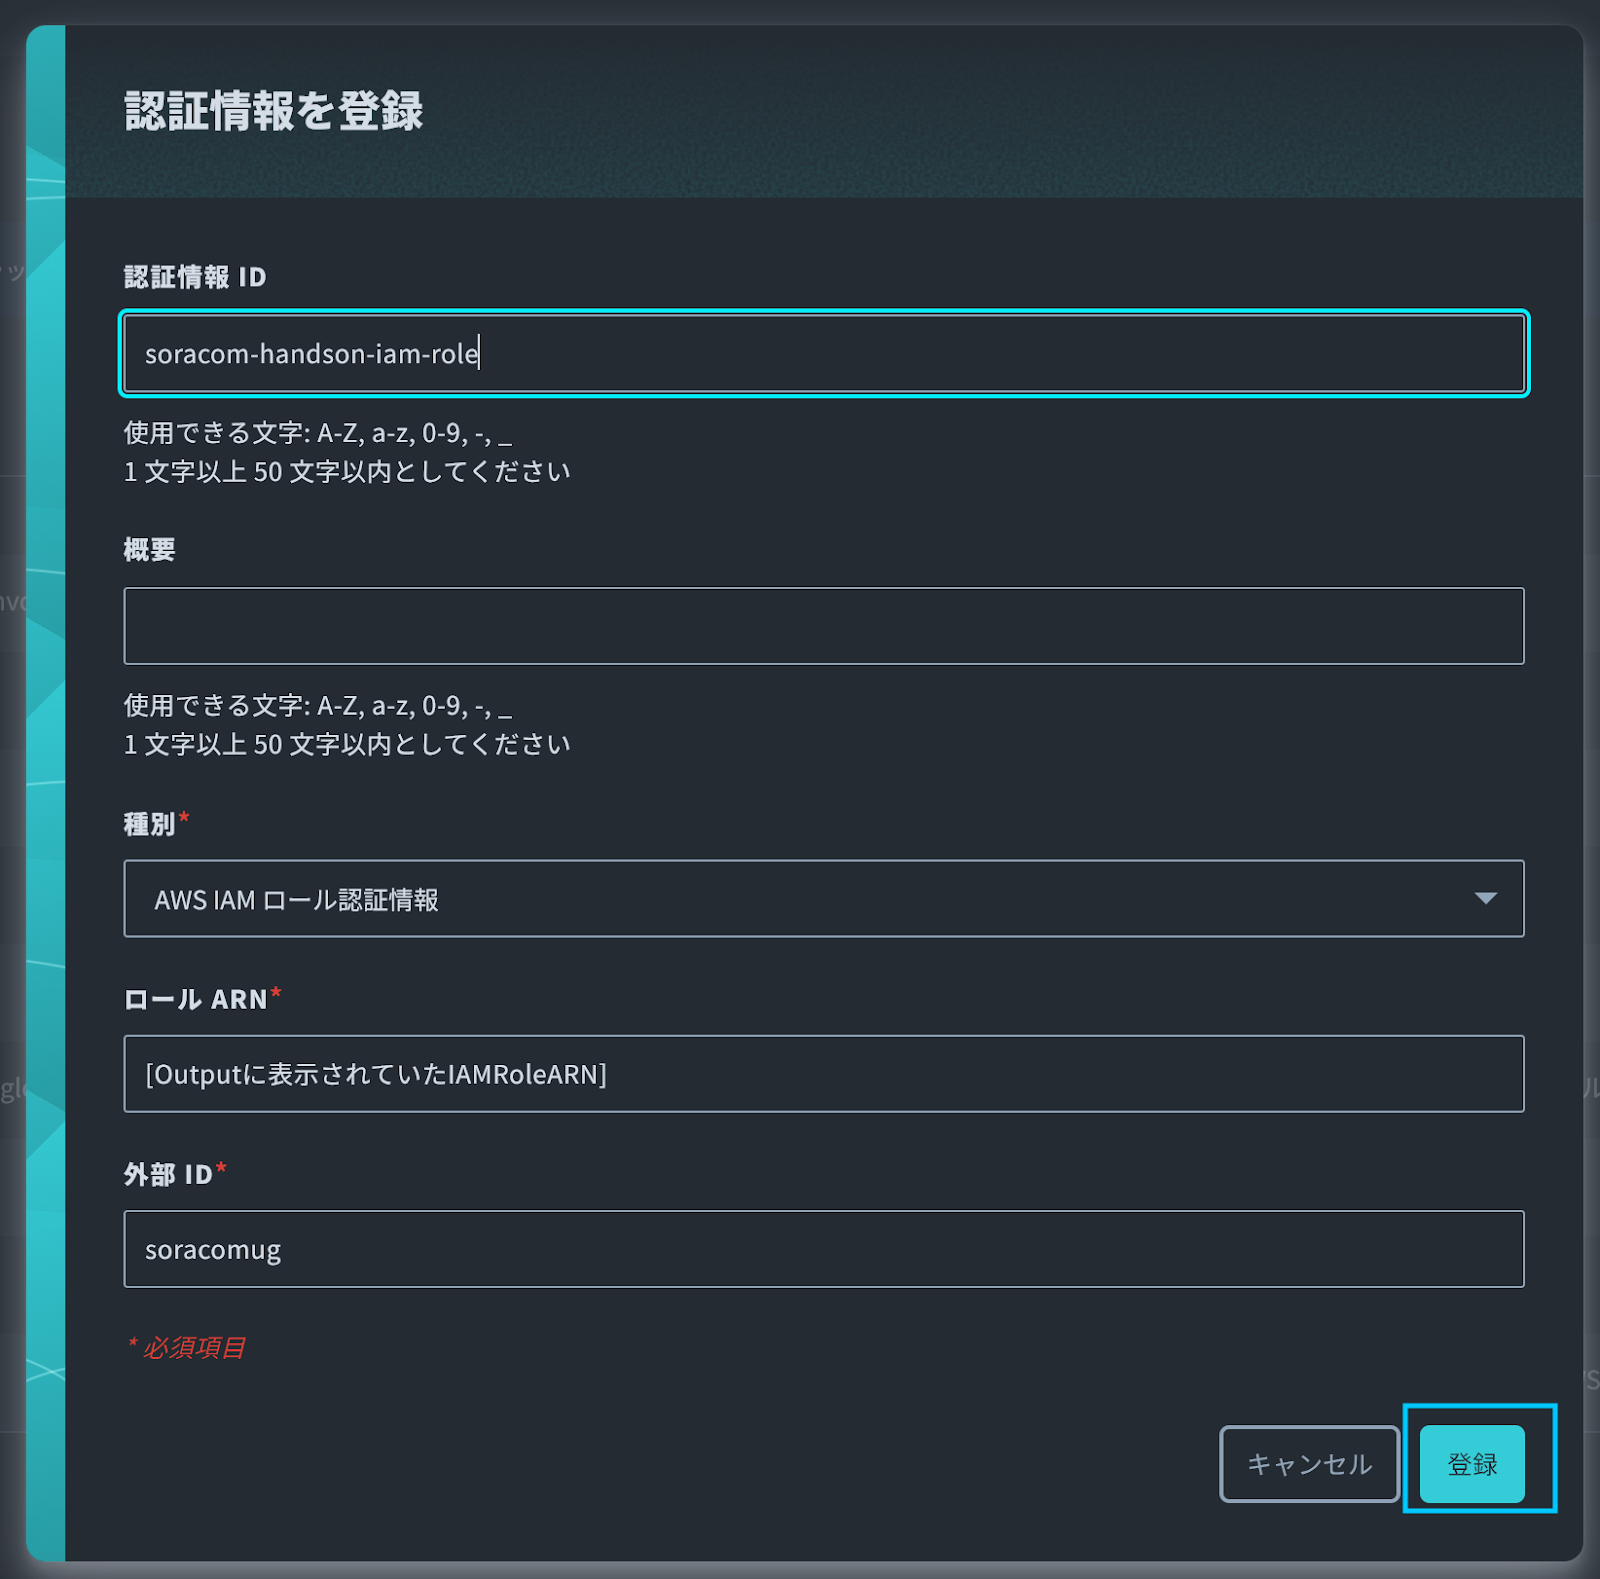 認証情報を登録
認証情報 ID
soracom-handson-iam-role
使用できる文字: A-Z, a-z, 0-9, -, _
1 文字以上 50 文字以内としてください
概要
使用できる文字: A-Z, a-z, 0-9, -, _
1 文字以上 50 文字以内としてください
種別*
AWS IAM ロール認証情報
ロール ARN*
[Outputに表示されていたIAMRoleARN]
外部 ID*
soracomug
* 必須項目
キャンセル
登録